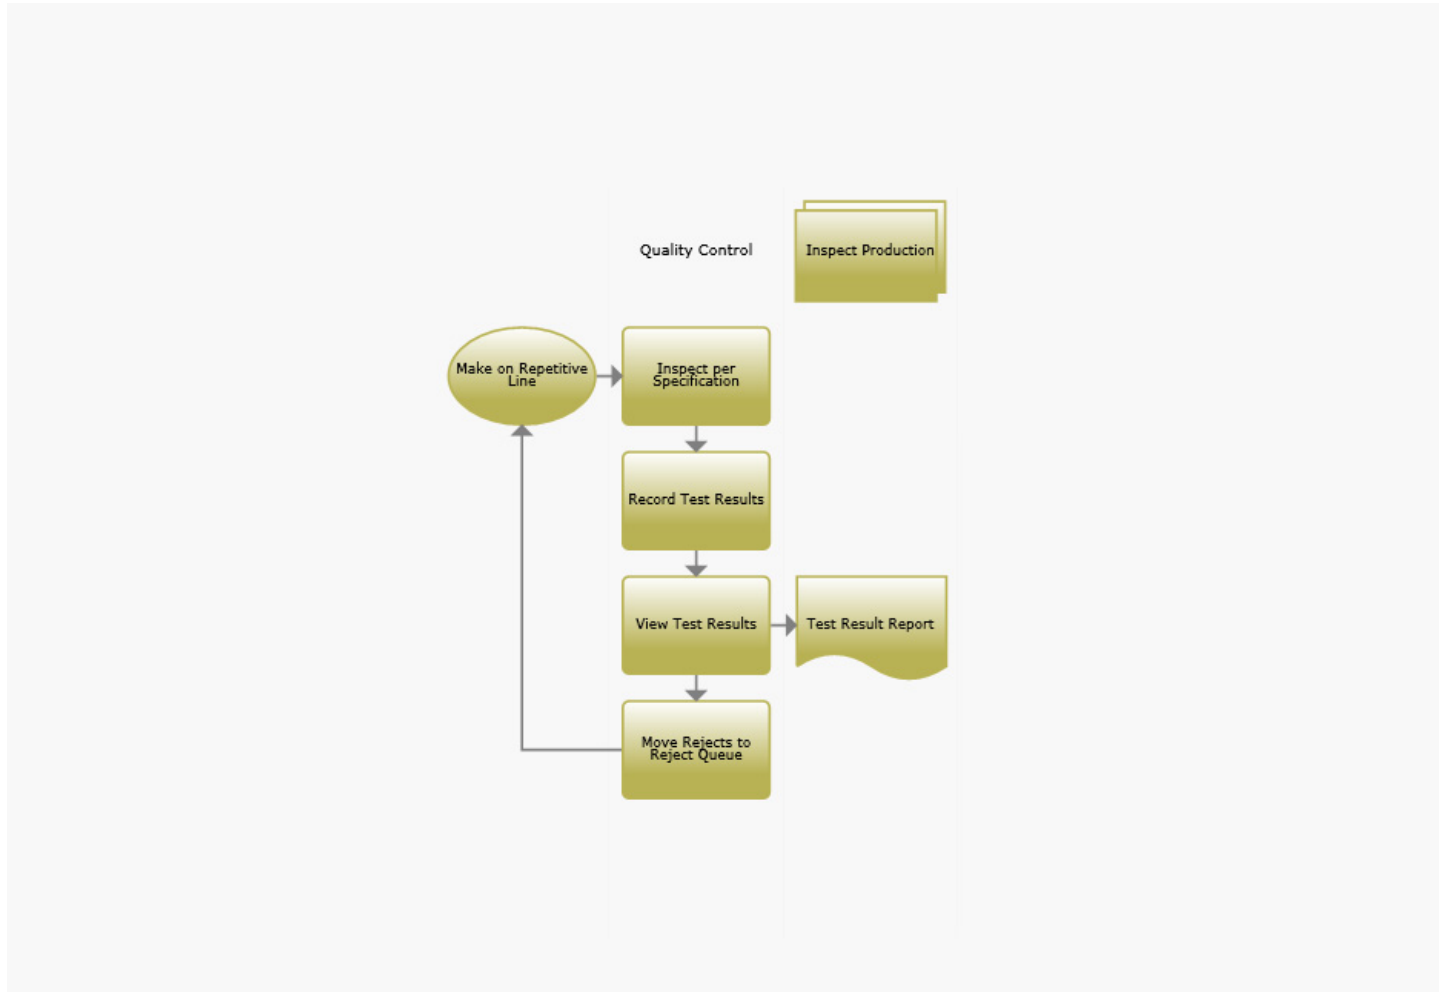 Quality Control
Inspect Production
Make on Repetitive
Line
Inspect per
Specification
Record Test Results
View Test Results
Test Result Report
Move Rejects to
Reject Queue